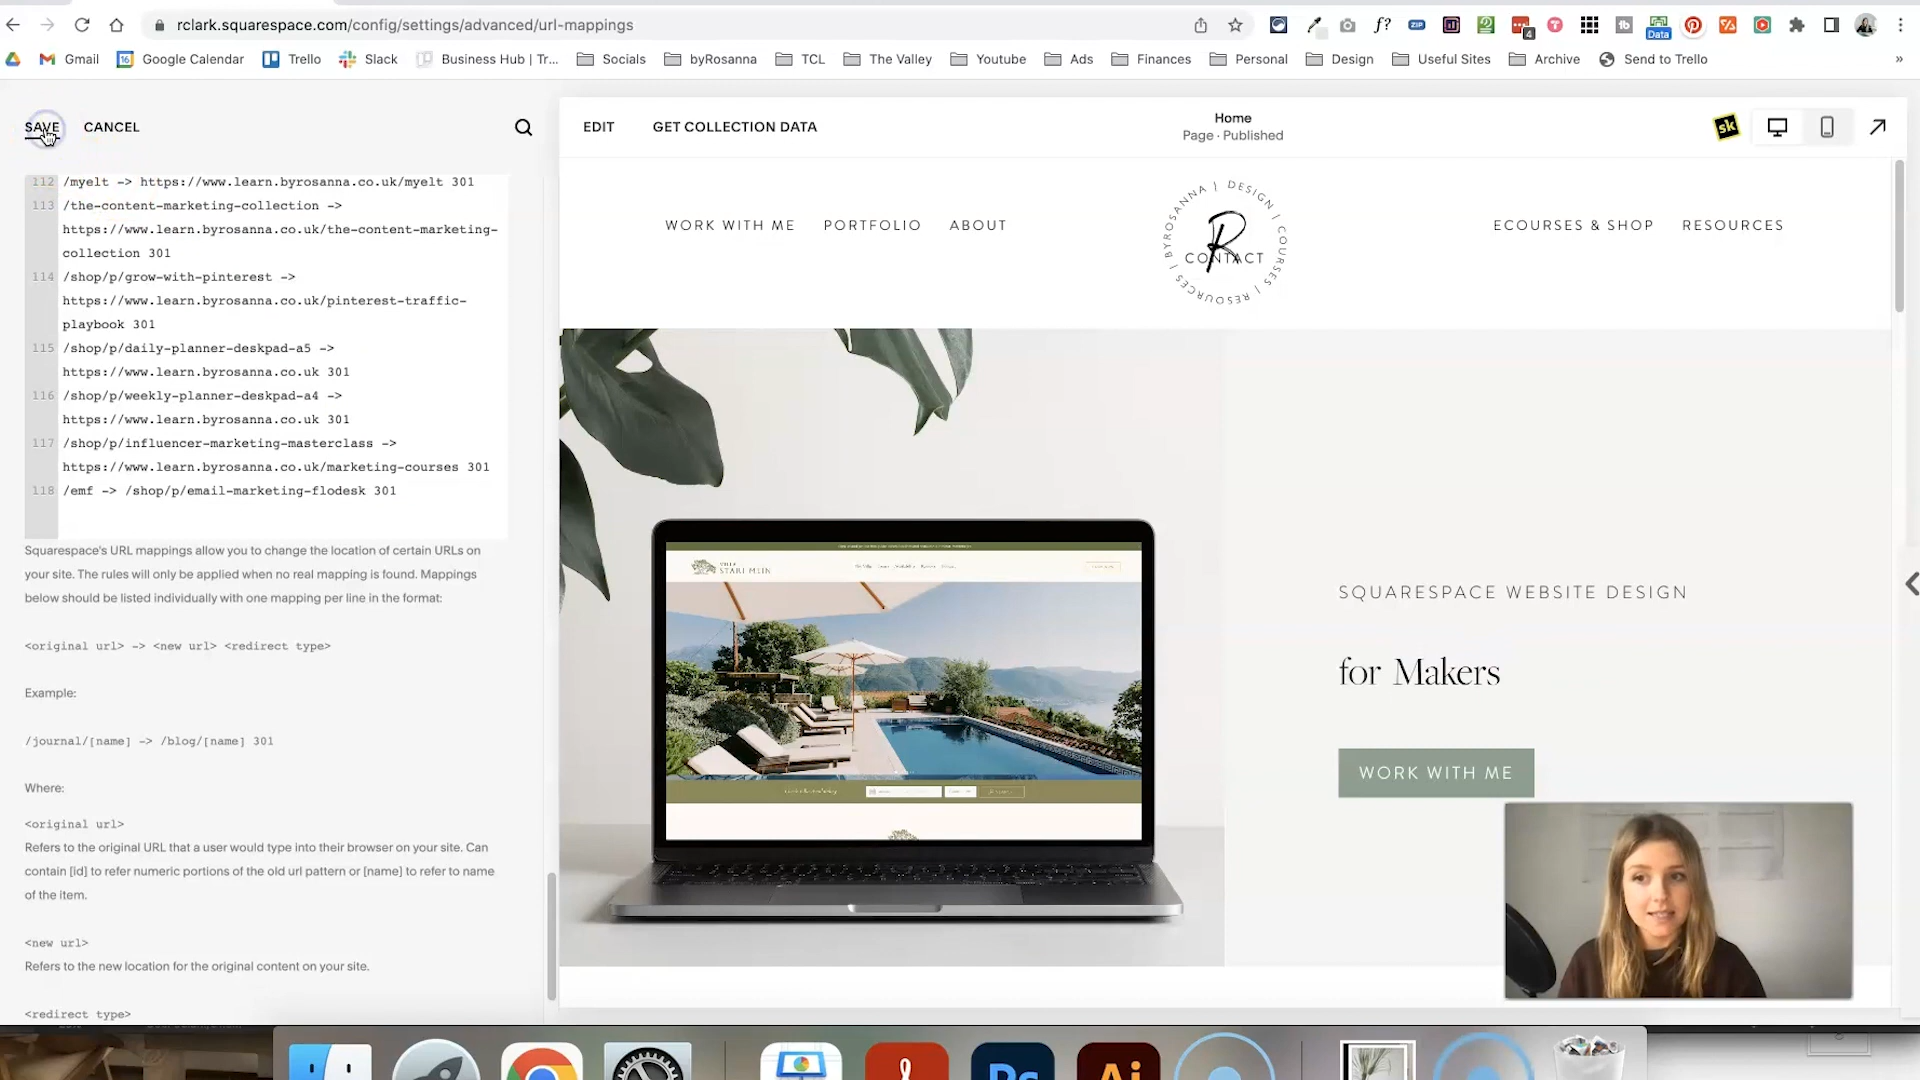 rclark.squarespace.com/config/settings/advanced/url-mappings
Gmail
Google Calendar
Trello
Slack
Business Hub | Tr...
Socials
byRosanna
TCL
The Valley
Youtube
Ads
Finances
Personal
Design
Useful Sites
Archive
Send to Trello
»
f?
ZIP
4
Data
SAVE
CANCEL
EDIT
GET COLLECTION DATA
Home
Page · Published
sk
112 /myelt -> https://www.learn.byrosanna.co.uk/myelt 301
113 /the-content-marketing-collection ->
https://www.learn.byrosanna.co.uk/the-content-marketing-
collection 301
114 /shop/p/grow-with-pinterest ->
https://www.learn.byrosanna.co.uk/pinterest-traffic-
playbook 301
115 /shop/p/daily-planner-deskpad-a5 ->
https://www.learn.byrosanna.co.uk 301
116 /shop/p/weekly-planner-deskpad-a4 ->
https://www.learn.byrosanna.co.uk 301
117 /shop/p/influencer-marketing-masterclass ->
https://www.learn.byrosanna.co.uk/marketing-courses 301
118 /emf -> /shop/p/email-marketing-flodesk 301
Squarespace's URL mappings allow you to change the location of certain URLs on
your site. The rules will only be applied when no real mapping is found. Mappings
below should be listed individually with one mapping per line in the format:
<original url> -> <new url> <redirect type>
Example:
/journal/[name] -> /blog/[name] 301
Where:
<original url>
Refers to the original URL that a user would type into their browser on your site. Can
contain [id] to refer numeric portions of the old url pattern or [name] to refer to name
of the item.
<new url>
Refers to the new location for the original content on your site.
<redirect type>
WORK WITH ME
PORTFOLIO
ABOUT
BYROSANNA | DESIGN | COURSES | RESOURCES |
R
CONTACT
ECOURSES & SHOP
RESOURCES
SQUARESPACE WEBSITE DESIGN
for Makers
WORK WITH ME
Ps
Ai